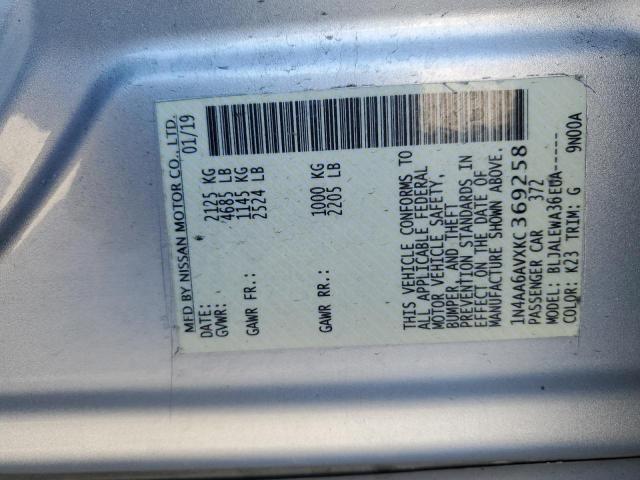 MFD BY NISSAN MOTOR CO., LTD.
DATE: 01/19
GVWR: 2125 KG
4685 LB
GAWR FR.: 1145 KG
2524 LB
GAWR RR.: 1000 KG
2205 LB
THIS VEHICLE CONFORMS TO
ALL APPLICABLE FEDERAL
MOTOR VEHICLE SAFETY,
BUMPER, AND THEFT
PREVENTION STANDARDS IN
EFFECT ON THE DATE OF
MANUFACTURE SHOWN ABOVE.
1N4AA6AVXKC369258
PASSENGER CAR 372
MODEL: BLJALEWA36EUA-----
COLOR: K23 TRIM: G 9N00A